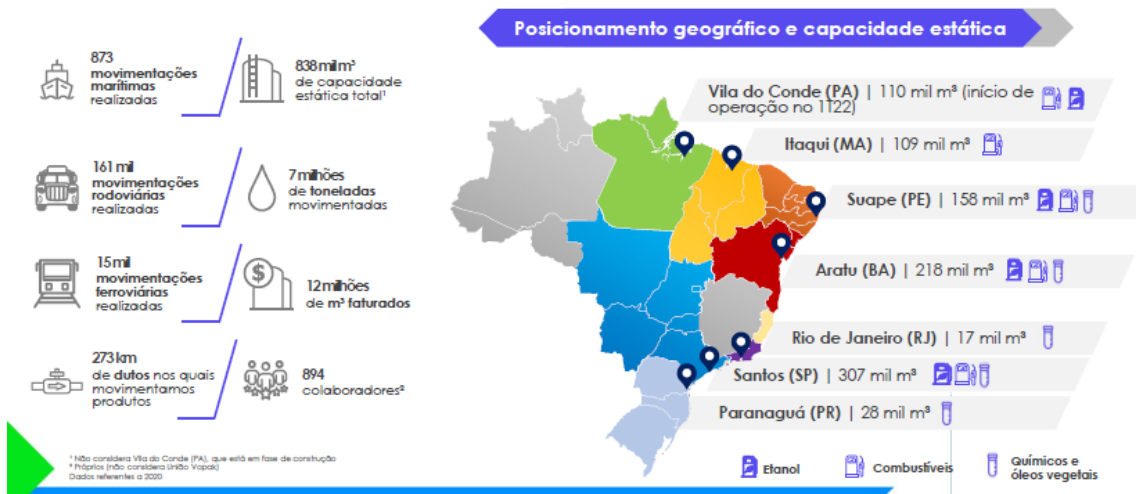 Posicionamento geográfico e capacidade estática
873
movimentações
marítimas
realizadas
838 mil m³
de capacidade
estática total¹
161 mil
movimentações
rodoviárias
realizadas
7 milhões
de toneladas
movimentadas
15 mil
movimentações
ferroviárias
realizadas
12 milhões
de m³ faturados
273 km
de dutos nos quais
movimentamos
produtos
894
colaboradores²
Vila do Conde (PA) | 110 mil m³ (início de
operação no 1T22)
Itaqui (MA) | 109 mil m³
Suape (PE) | 158 mil m³
Aratu (BA) | 218 mil m³
Rio de Janeiro (RJ) | 17 mil m³
Santos (SP) | 307 mil m³
Paranaguá (PR) | 28 mil m³
Etanol
Combustíveis
Químicos e
óleos vegetais
¹ Não considera Vila do Conde (PA), que está em fase de construção
² Próprios (não considera União Vopak)
Dados referentes a 2020